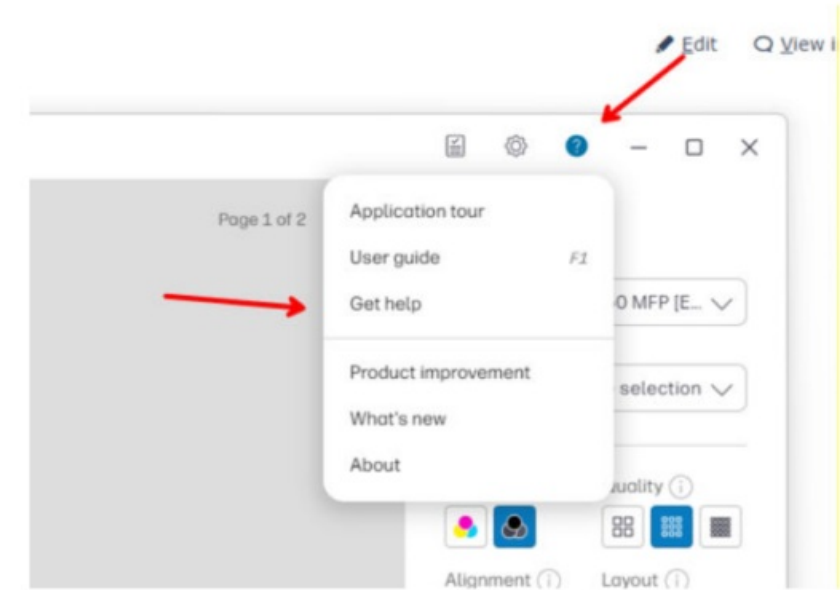 Edit View i
Page 1 of 2
Application tour
User guide F1
Get help
0 MFP [E...
Product improvement
selection
What's new
About
uality
Alignment Layout